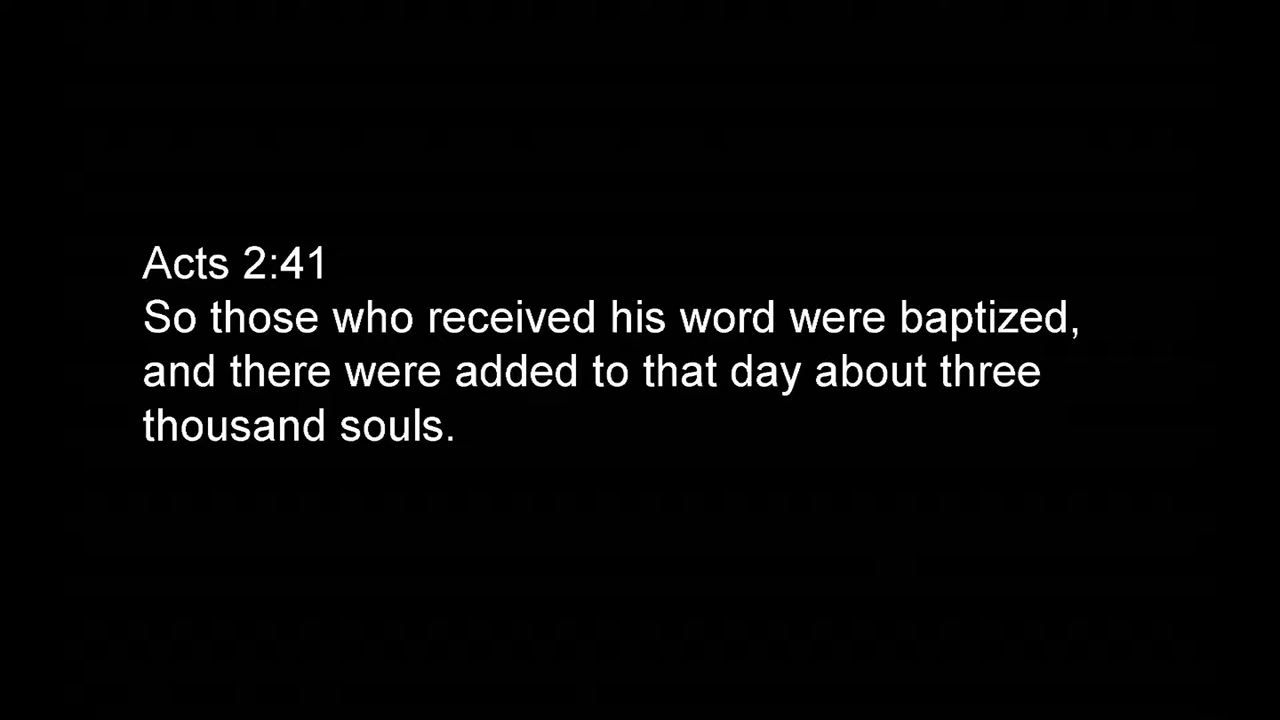 Acts 2:41
So those who received his word were baptized,
and there were added to that day about three
thousand souls.